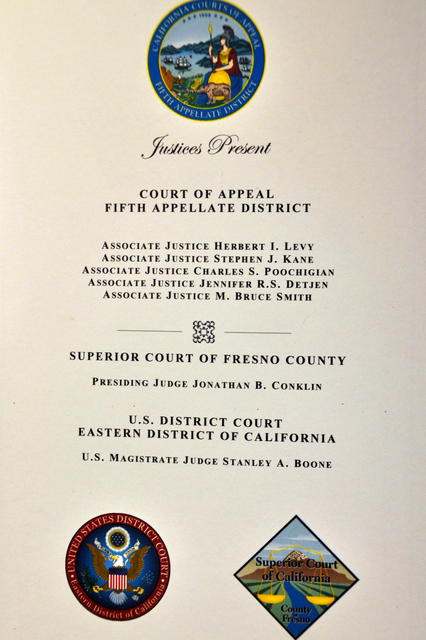 CALIFORNIA COURTS OF APPEAL
FIFTH APPELLATE DISTRICT
Justices Present
COURT OF APPEAL
FIFTH APPELLATE DISTRICT
ASSOCIATE JUSTICE HERBERT I. LEVY
ASSOCIATE JUSTICE STEPHEN J. KANE
ASSOCIATE JUSTICE CHARLES S. POOCHIGIAN
ASSOCIATE JUSTICE JENNIFER R.S. DETJEN
ASSOCIATE JUSTICE M. BRUCE SMITH
SUPERIOR COURT OF FRESNO COUNTY
PRESIDING JUDGE JONATHAN B. CONKLIN
U.S. DISTRICT COURT
EASTERN DISTRICT OF CALIFORNIA
U.S. MAGISTRATE JUDGE STANLEY A. BOONE
UNITED STATES DISTRICT COURT
Eastern District of California
Superior Court
of California
County
Fresno